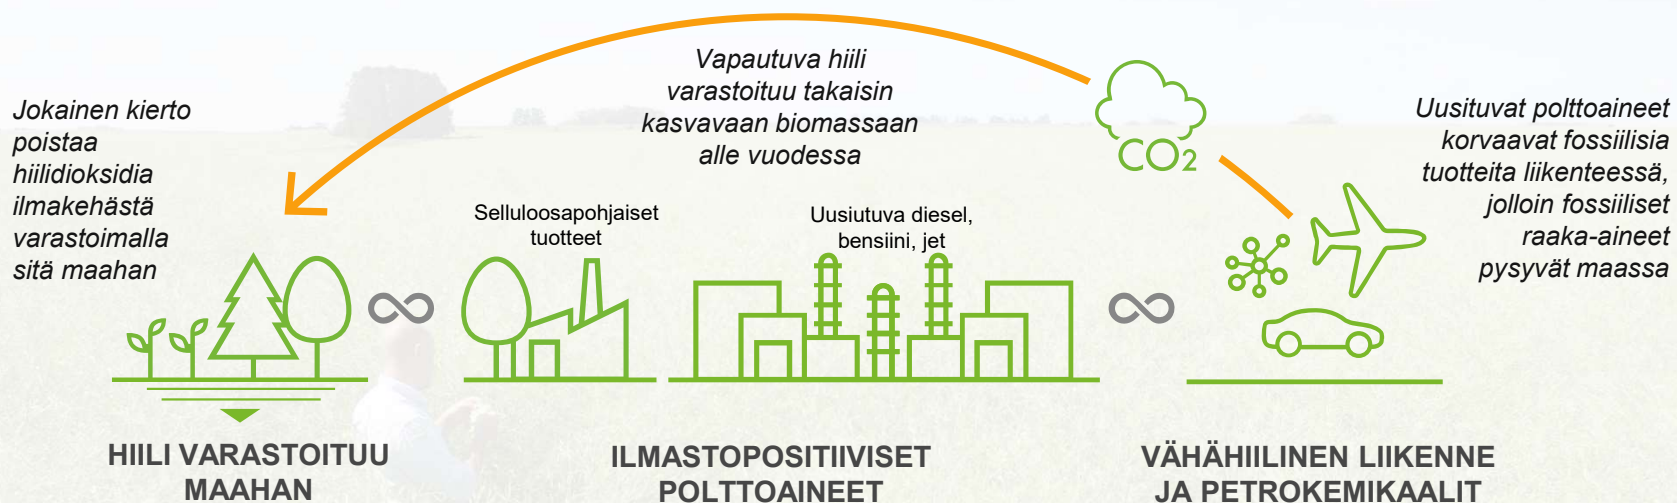 Jokainen kierto
poistaa
hiilidioksidia
ilmakehästä
varastoimalla
sitä maahan
Vapautuva hiili
varastoituu takaisin
kasvavaan biomassaan
alle vuodessa
CO2
Uusituvat polttoaineet
korvaavat fossiilisia
tuotteita liikenteessä,
jolloin fossiiliset
raaka-aineet
pysyvät maassa
Selluloosapohjaiset
tuotteet
Uusiutuva diesel,
bensiini, jet
HIILI VARASTOITUU
MAAHAN
ILMASTOPOSITIIVISET
POLTTOAINEET
VÄHÄHIILINEN LIIKENNE
JA PETROKEMIKAALIT